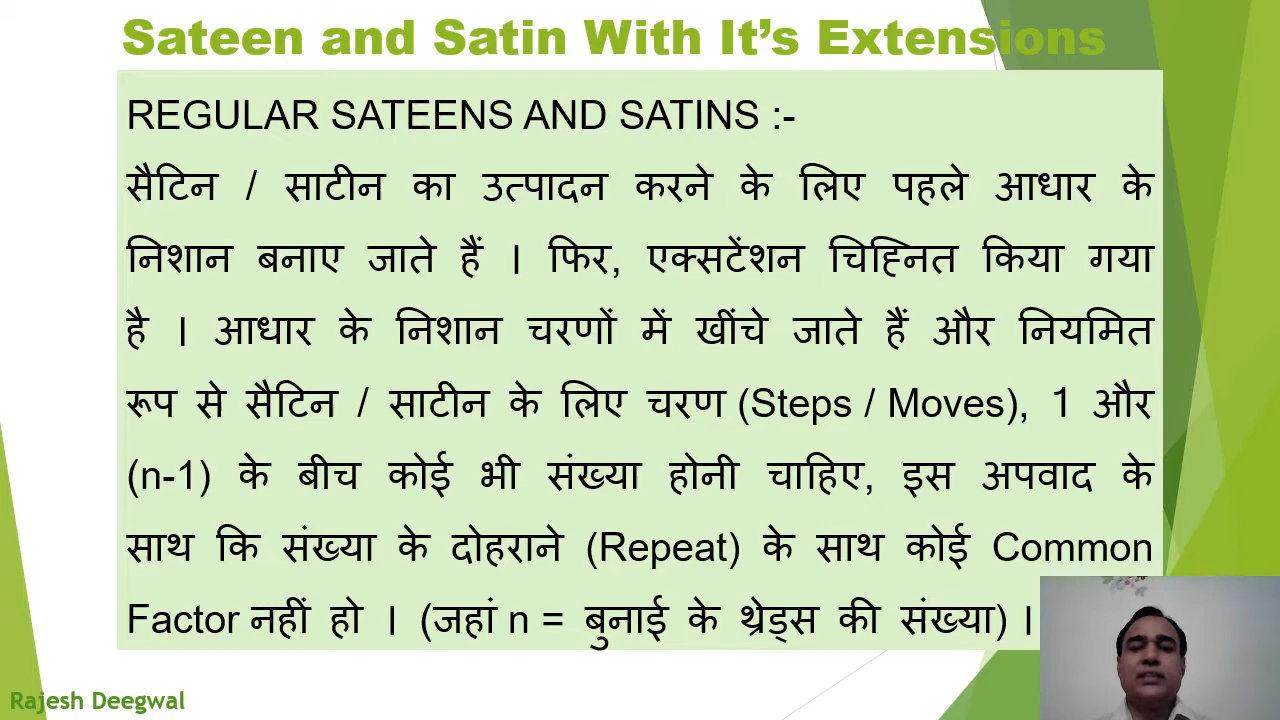 Sateen and Satin With It’s Extensions
REGULAR SATEENS AND SATINS :-
सैटिन / साटीन का उत्पादन करने के लिए पहले आधार के
निशान बनाए जाते हैं । फिर, एक्सटेंशन चिह्नित किया गया
है । आधार के निशान चरणों में खींचे जाते हैं और नियमित
रूप से सैटिन / साटीन के लिए चरण (Steps / Moves), 1 और
(n-1) के बीच कोई भी संख्या होनी चाहिए, इस अपवाद के
साथ कि संख्या के दोहराने (Repeat) के साथ कोई Common
Factor नहीं हो । (जहां n = बुनाई के थ्रेड्स की संख्या) ।
Rajesh Deegwal